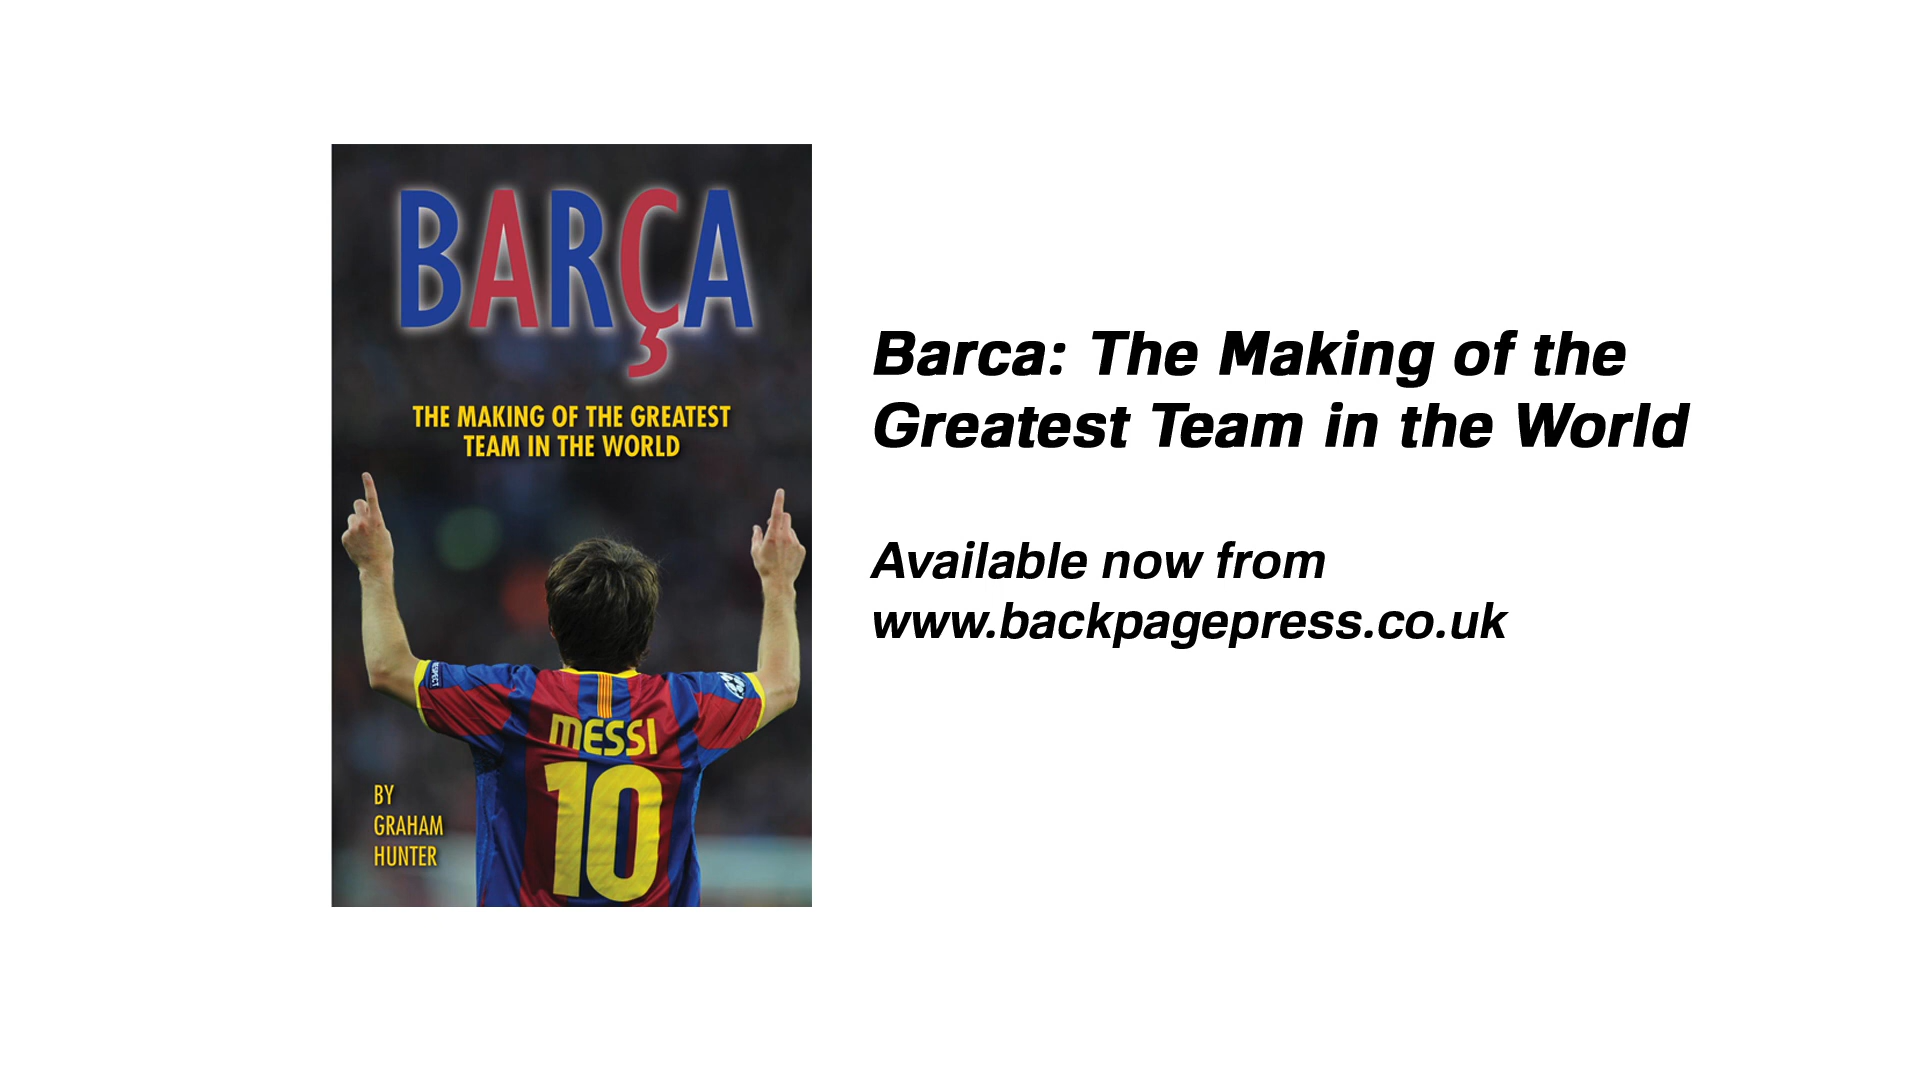 BARÇA
THE MAKING OF THE GREATEST
TEAM IN THE WORLD
RESPECT
MESSI
10
BY
GRAHAM
HUNTER
Barca: The Making of the
Greatest Team in the World
Available now from
www.backpagepress.co.uk